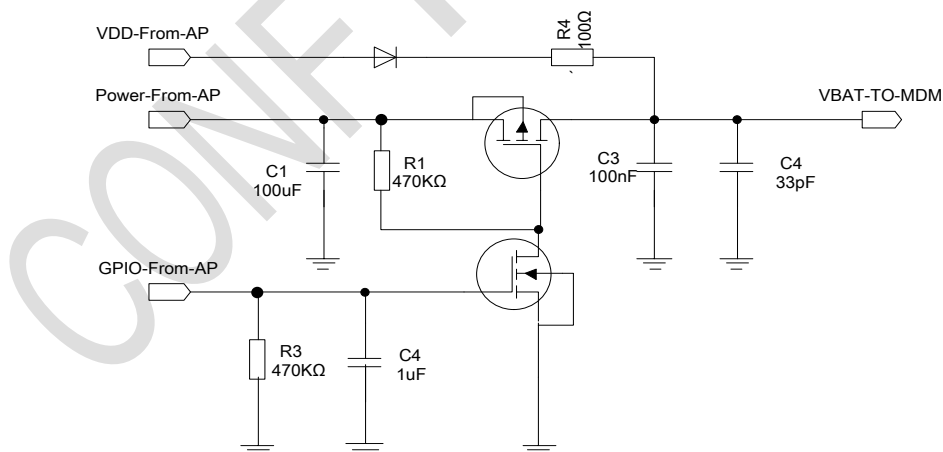 VDD-From-AP
R4
100Ω
Power-From-AP
VBAT-TO-MDM
C1
100uF
R1
470KΩ
C3
100nF
C4
33pF
GPIO-From-AP
R3
470KΩ
C4
1uF